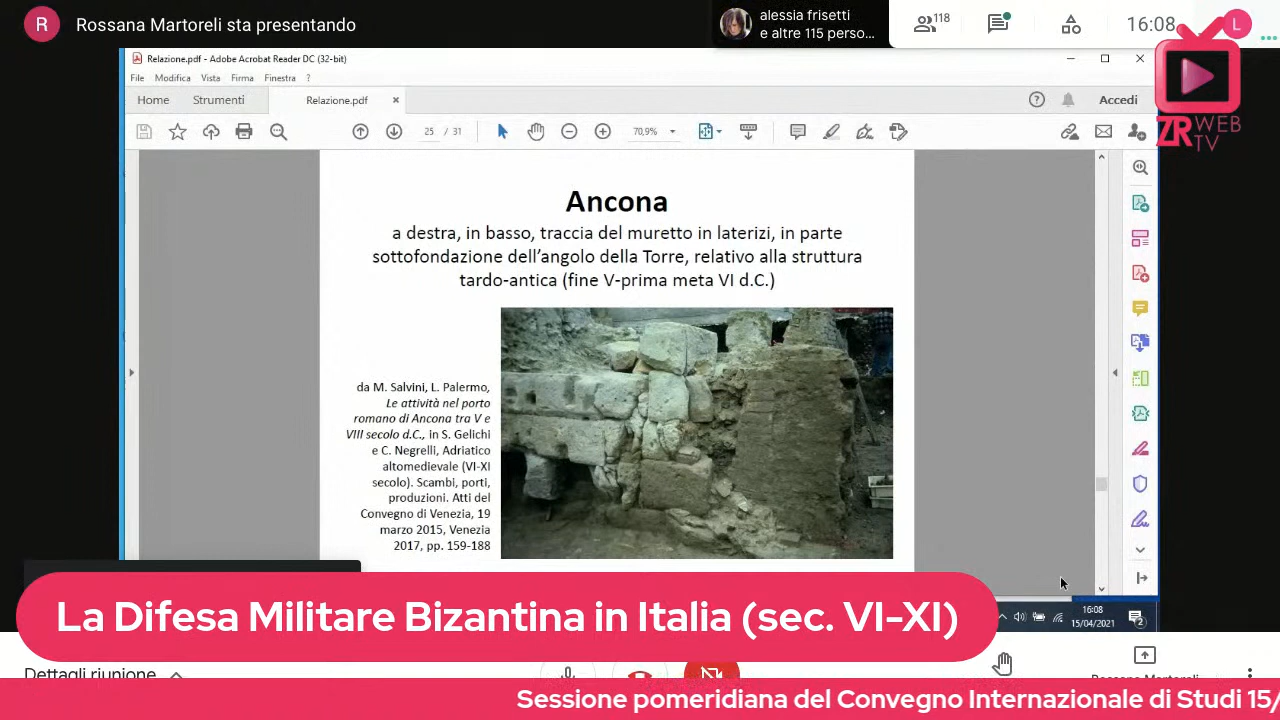 R
Rossana Martoreli sta presentando
alessia frisetti
e altre 115 perso...
118
16:08
L
Relazione.pdf - Adobe Acrobat Reader DC (32-bit)
File Modifica Vista Firma Finestra ?
Home Strumenti Relazione.pdf × Accedi
25 / 31 70,9%
ZR WEB
TV
Ancona
a destra, in basso, traccia del muretto in laterizi, in parte
sottofondazione dell'angolo della Torre, relativo alla struttura
tardo-antica (fine V-prima meta VI d.C.)
da M. Salvini, L. Palermo,
Le attività nel porto
romano di Ancona tra V e
VIII secolo d.C., in S. Gelichi
e C. Negrelli, Adriatico
altomedievale (VI-XI
secolo). Scambi, porti,
produzioni. Atti del
Convegno di Venezia, 19
marzo 2015, Venezia
2017, pp. 159-188
La Difesa Militare Bizantina in Italia (sec. VI-XI)
16:08
15/04/2021
2
Dettagli riunione
Rossana Martoreli
Sessione pomeridiana del Convegno Internazionale di Studi 15/